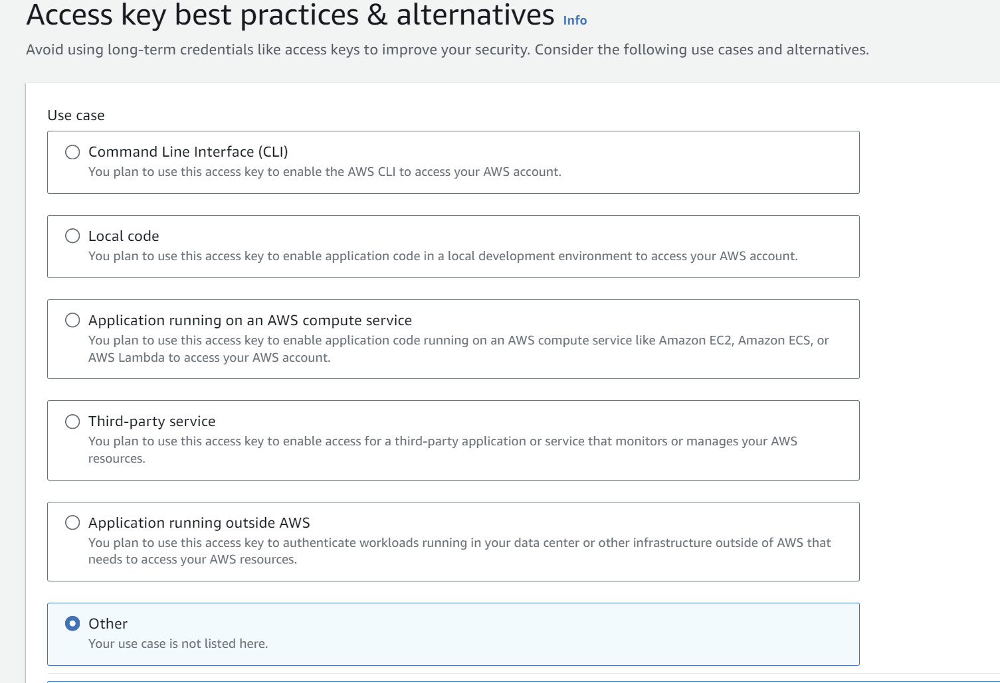 Access key best practices & alternatives Info
Avoid using long-term credentials like access keys to improve your security. Consider the following use cases and alternatives.
Use case
Command Line Interface (CLI)
You plan to use this access key to enable the AWS CLI to access your AWS account.
Local code
You plan to use this access key to enable application code in a local development environment to access your AWS account.
Application running on an AWS compute service
You plan to use this access key to enable application code running on an AWS compute service like Amazon EC2, Amazon ECS, or
AWS Lambda to access your AWS account.
Third-party service
You plan to use this access key to enable access for a third-party application or service that monitors or manages your AWS
resources.
Application running outside AWS
You plan to use this access key to authenticate workloads running in your data center or other infrastructure outside of AWS that
needs to access your AWS resources.
Other
Your use case is not listed here.